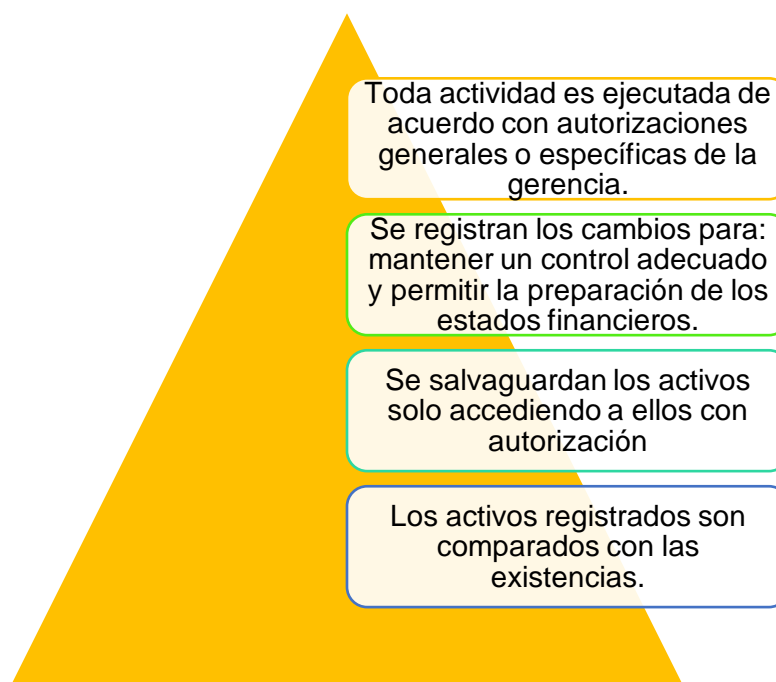 Toda actividad es ejecutada de
acuerdo con autorizaciones
generales o específicas de la
gerencia.
Se registran los cambios para:
mantener un control adecuado
y permitir la preparación de los
estados financieros.
Se salvaguardan los activos
solo accediendo a ellos con
autorización
Los activos registrados son
comparados con las
existencias.